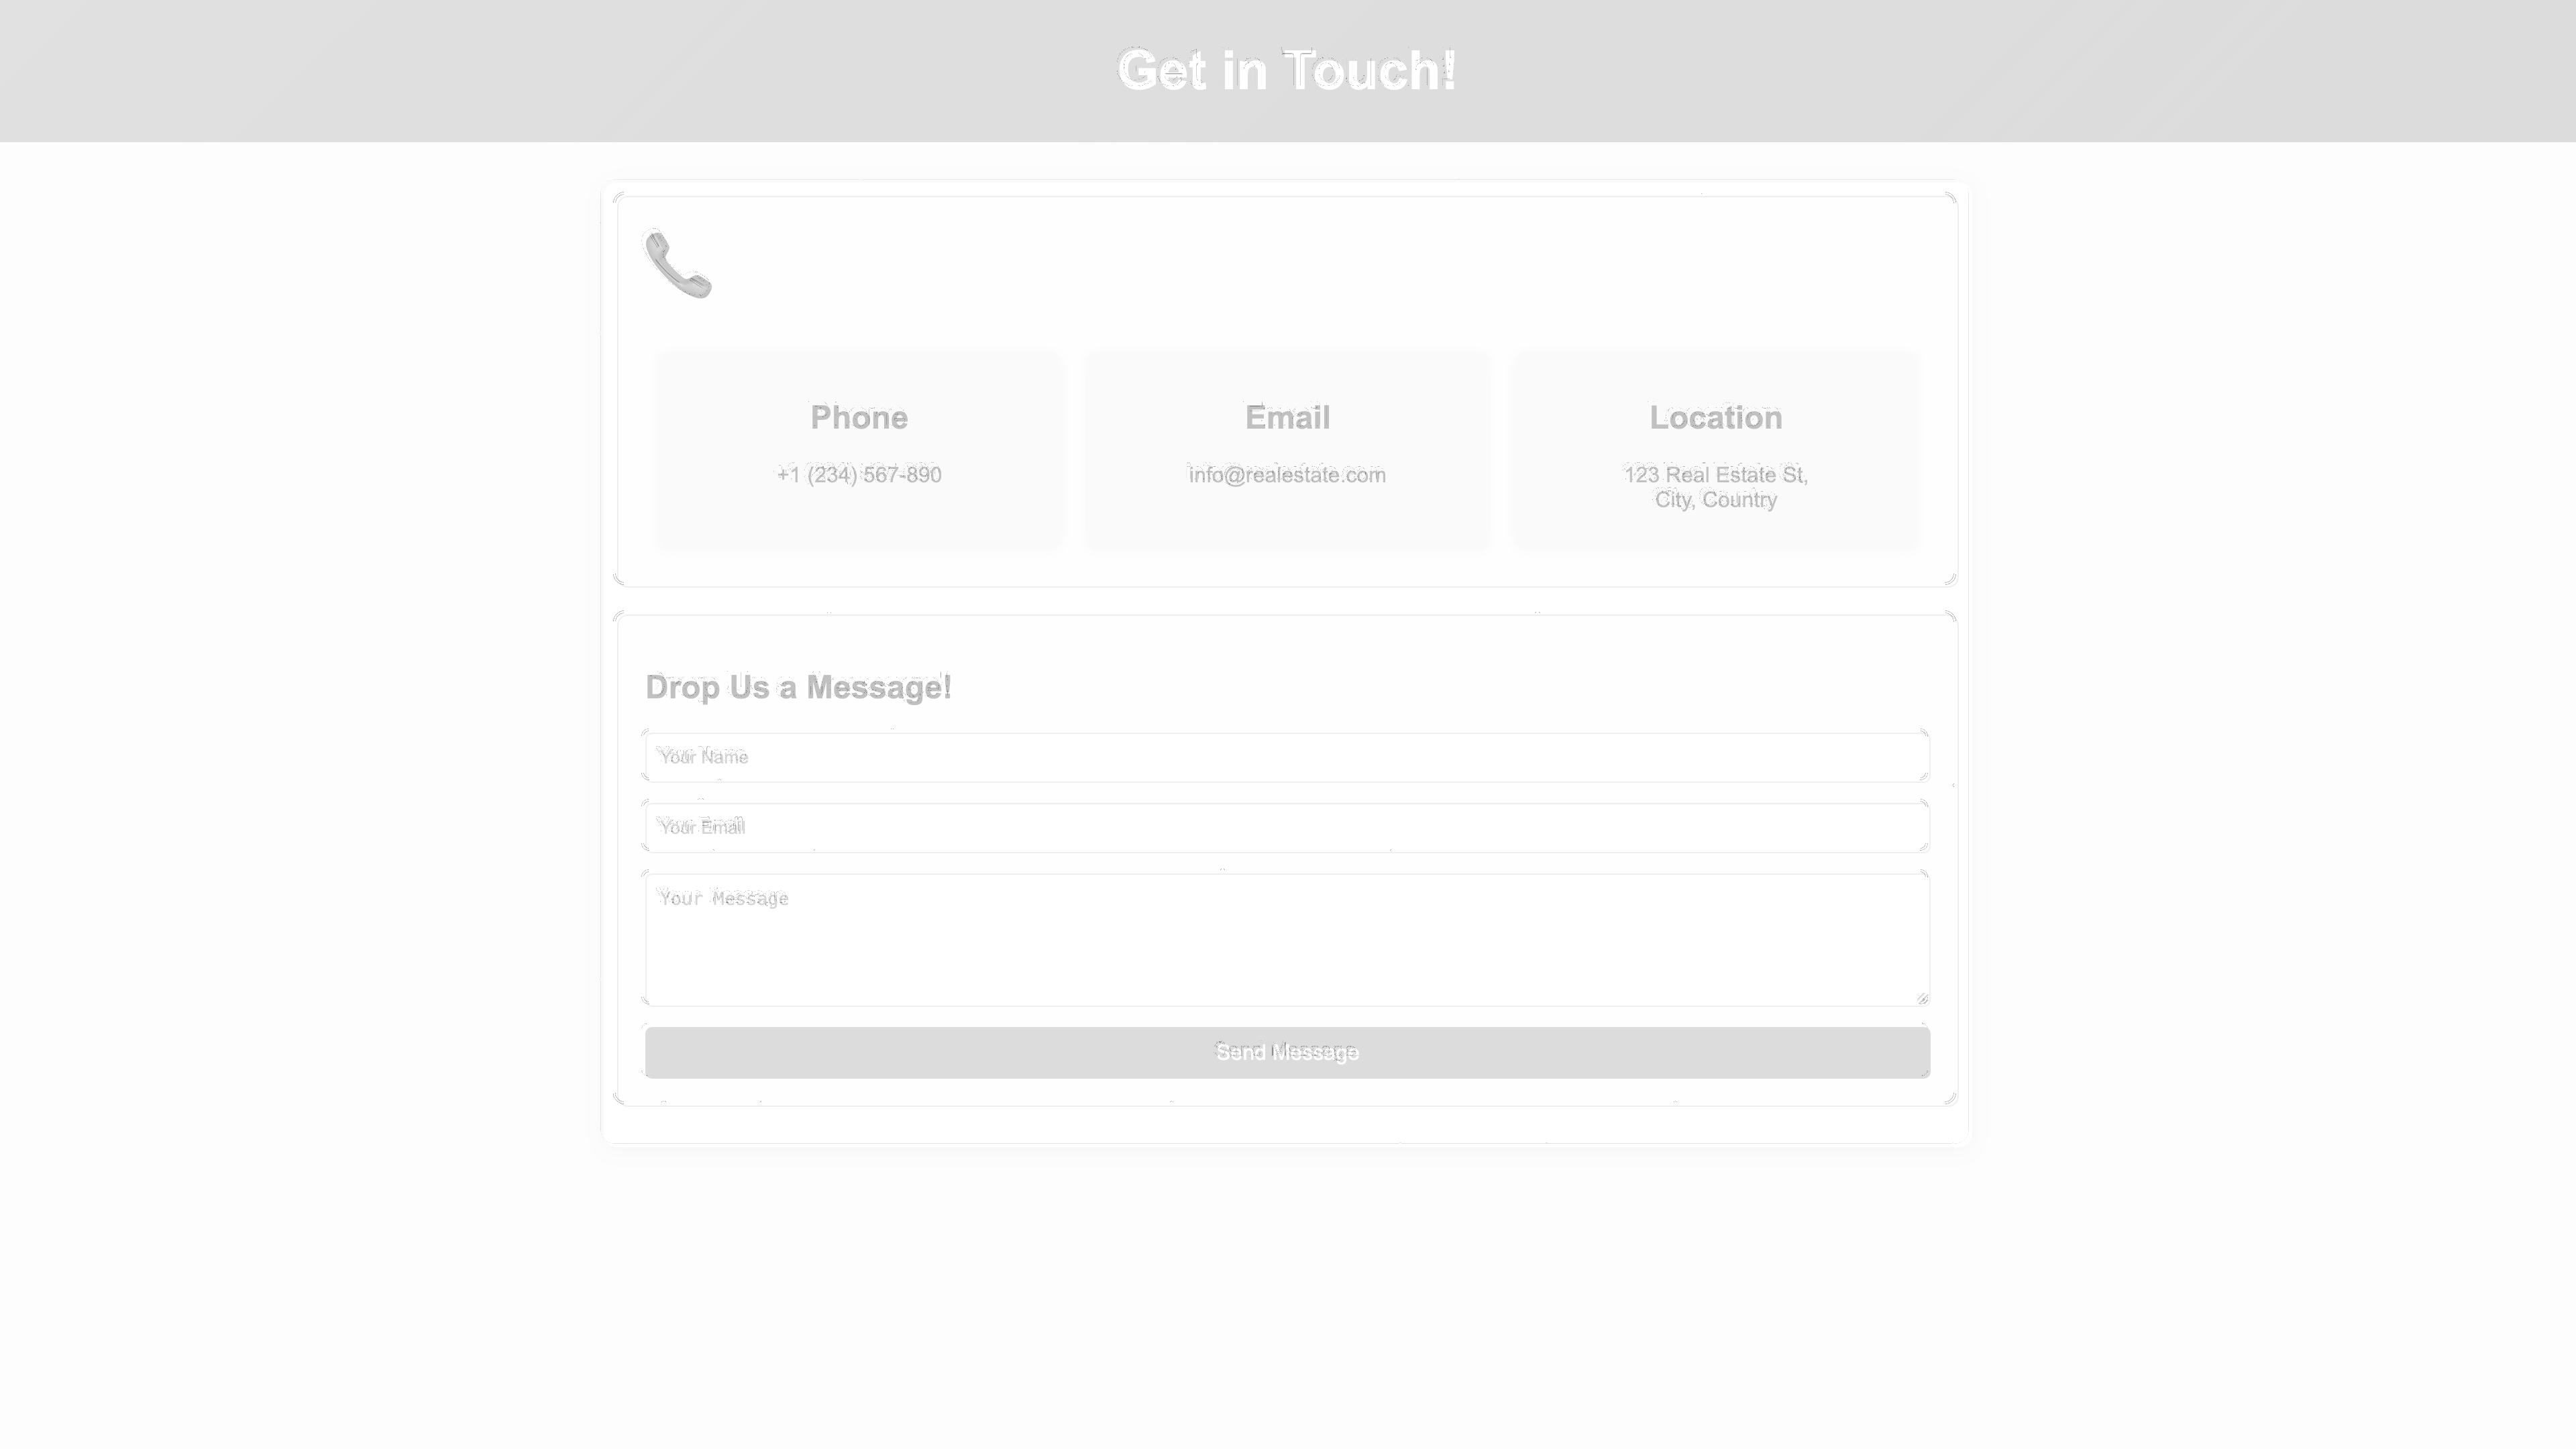 Get in Touch!
Phone
+1 (234) 567-890
Email
info@realestate.com
Location
123 Real Estate St,
City, Country
Drop Us a Message!
Your Name
Your Email
Your Message
Send Message